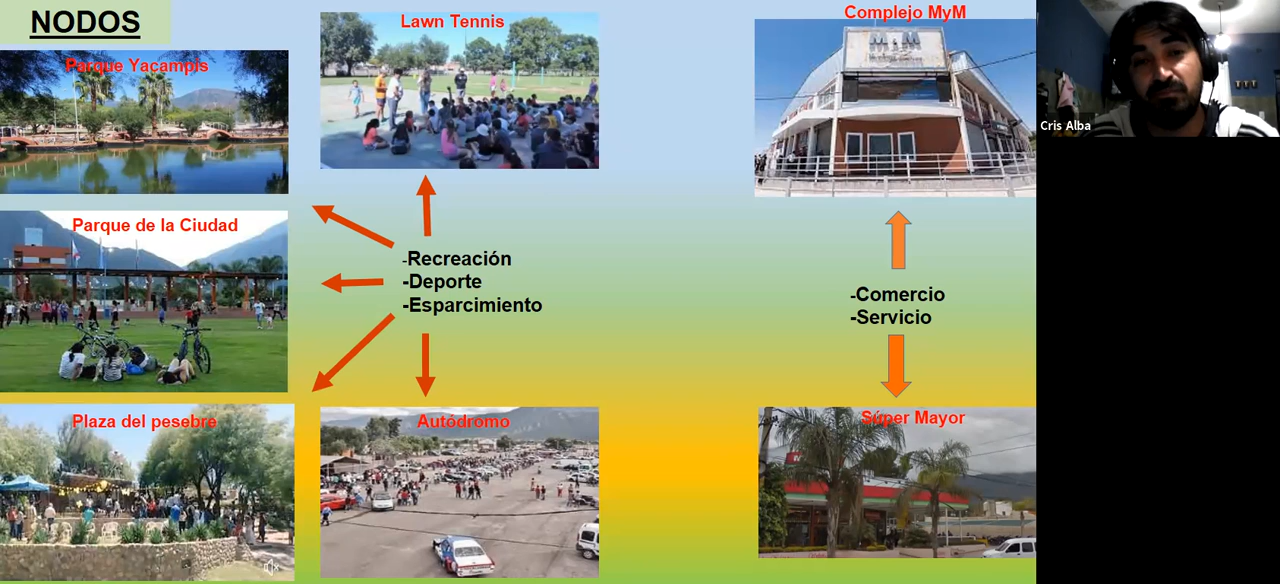 NODOS
Parque Yacampis
Lawn Tennis
Complejo MyM
MyM
Cris Alba
Parque de la Ciudad
-Recreación
-Deporte
-Esparcimiento
-Comercio
-Servicio
Plaza del pesebre
Autódromo
Súper Mayor